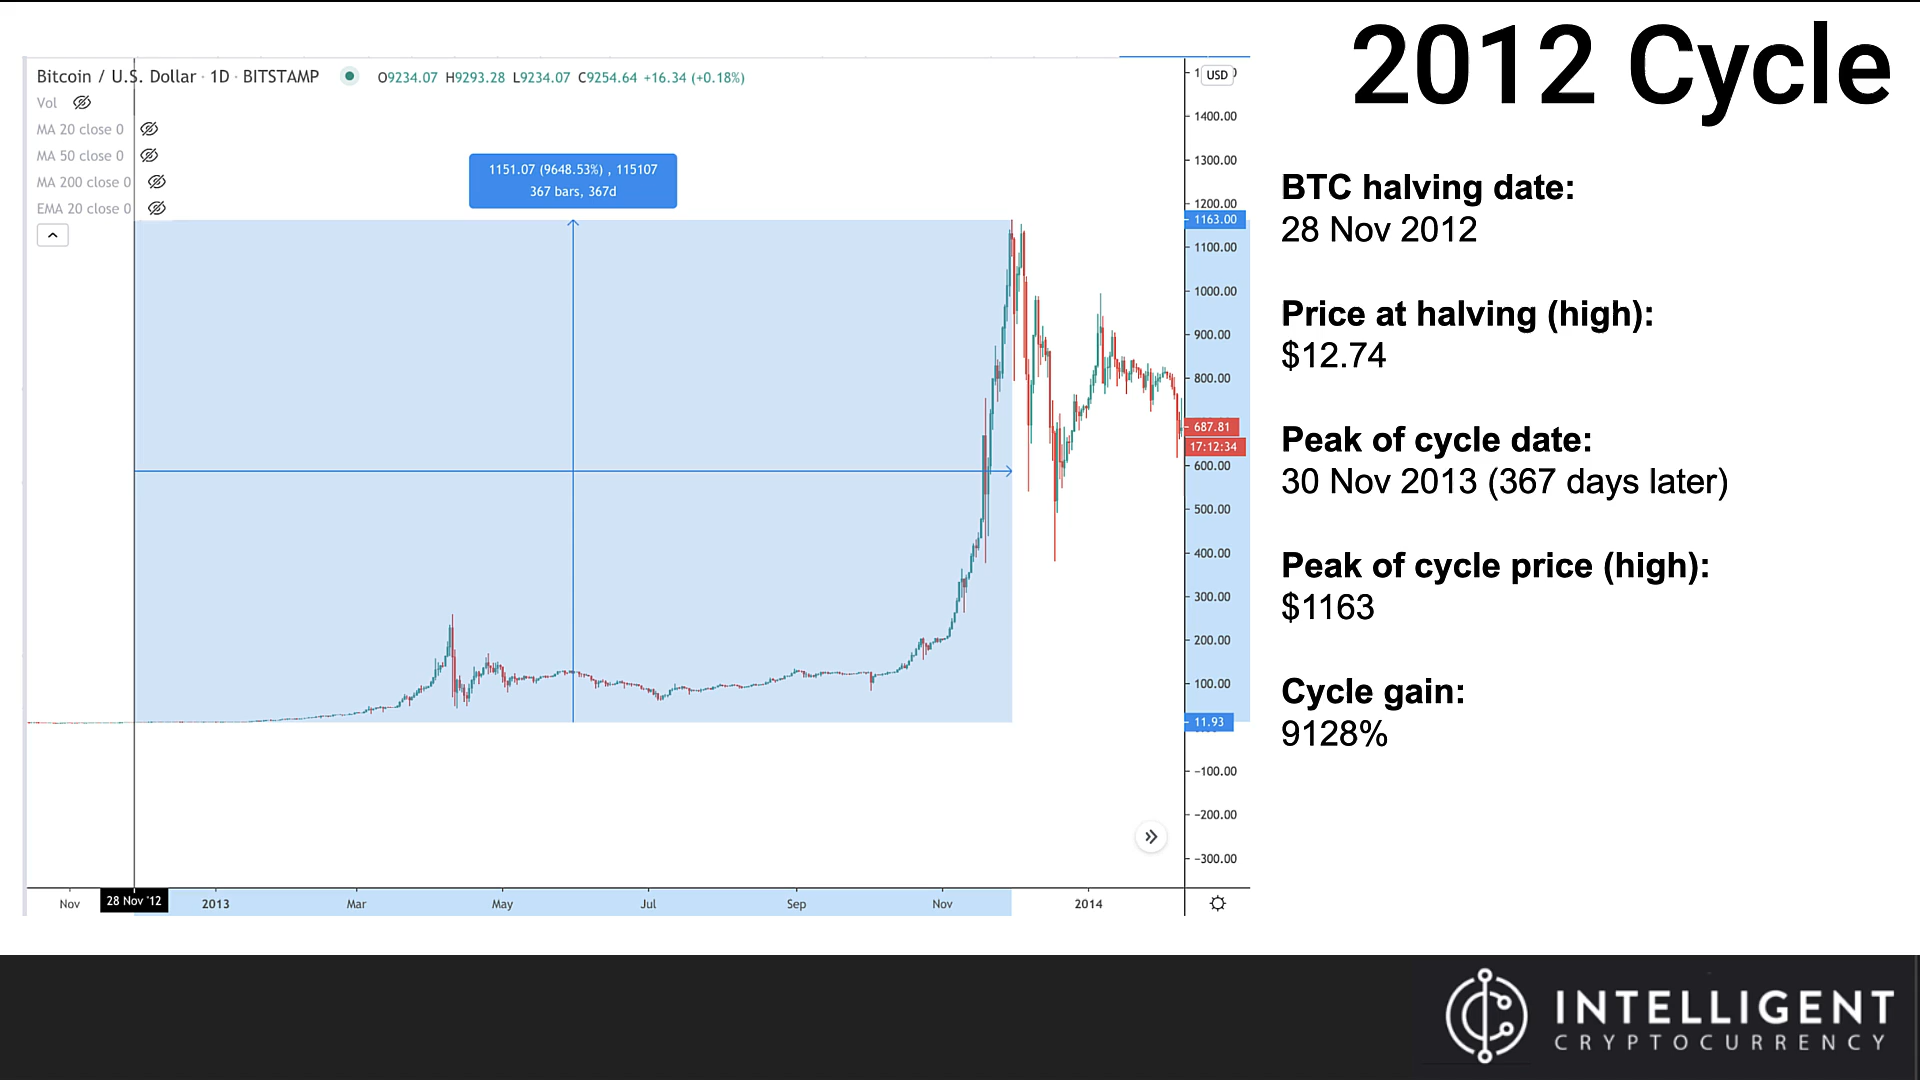 2012 Cycle
Bitcoin / U.S. Dollar · 1D · BITSTAMP O9234.07 H9293.28 L9234.07 C9254.64 +16.34 (+0.18%)
Vol
MA 20 close 0
MA 50 close 0
MA 200 close 0
EMA 20 close 0
1151.07 (9648.53%) , 115107
367 bars, 367d
USD
1400.00
1300.00
1200.00
1163.00
1100.00
1000.00
900.00
800.00
687.81
17:12:34
600.00
500.00
400.00
300.00
200.00
100.00
11.93
−100.00
−200.00
−300.00
Nov 28 Nov '12 2013 Mar May Jul Sep Nov 2014
BTC halving date:
28 Nov 2012
Price at halving (high):
$12.74
Peak of cycle date:
30 Nov 2013 (367 days later)
Peak of cycle price (high):
$1163
Cycle gain:
9128%
INTELLIGENT
CRYPTOCURRENCY